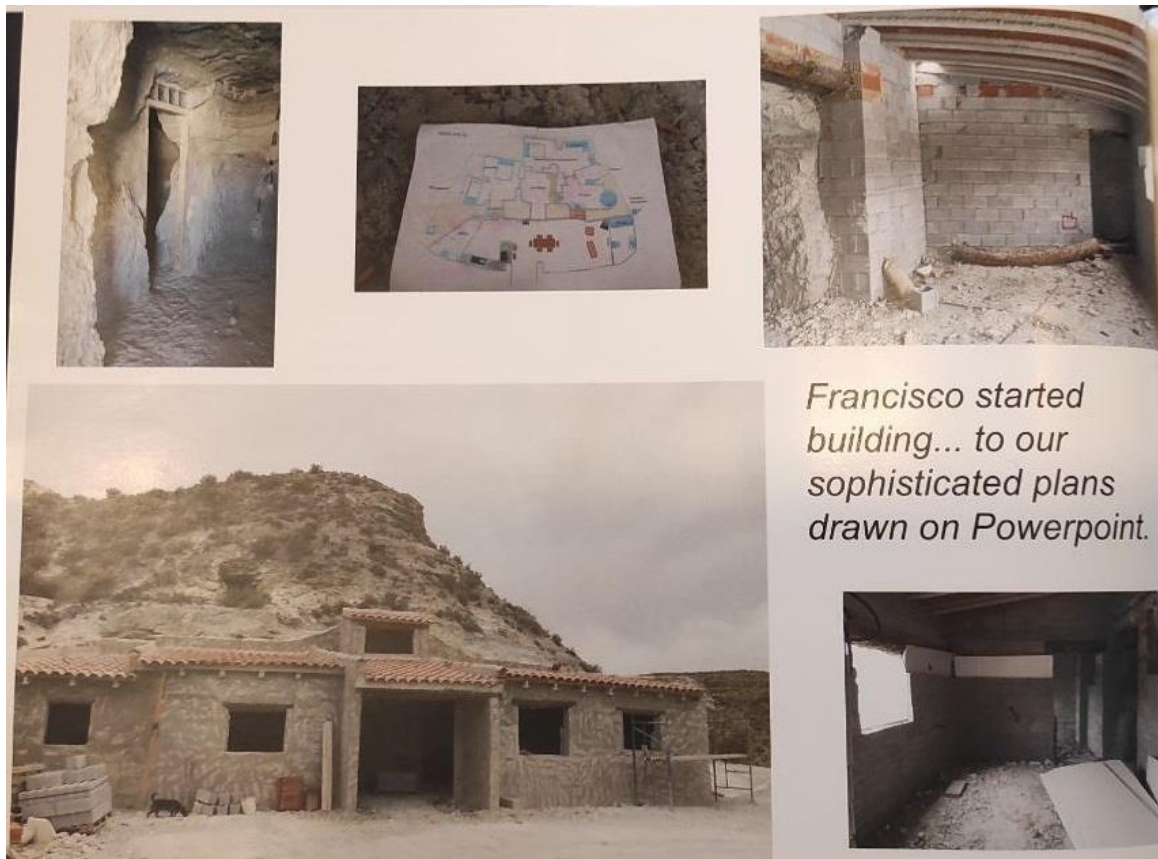 Francisco started
building... to our
sophisticated plans
drawn on Powerpoint.